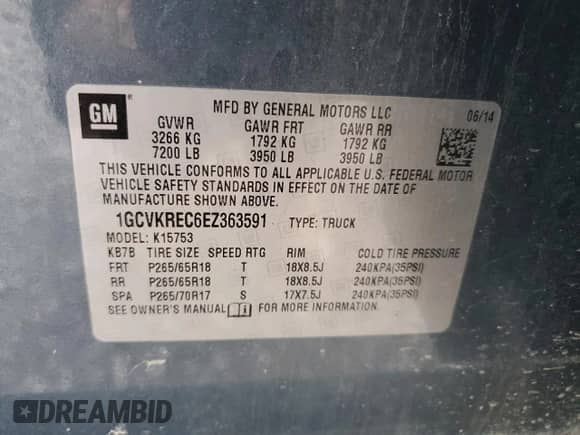 GM ®
MFD BY GENERAL MOTORS LLC 06/14
GVWR GAWR FRT GAWR RR
3266 KG 1792 KG 1792 KG
7200 LB 3950 LB 3950 LB
THIS VEHICLE CONFORMS TO ALL APPLICABLE U.S. FEDERAL MOTOR
VEHICLE SAFETY STANDARDS IN EFFECT ON THE DATE OF
MANUFACTURE SHOWN ABOVE.
1GCVKREC6EZ363591 TYPE: TRUCK
MODEL: K15753
KB7B TIRE SIZE SPEED RTG RIM COLD TIRE PRESSURE
FRT P265/65R18 T 18X8.5J 240KPA(35PSI)
RR P265/65R18 T 18X8.5J 240KPA(35PSI)
SPA P265/70R17 S 17X7.5J 240KPA(35PSI)
SEE OWNER'S MANUAL FOR MORE INFORMATION.
DREAMBID